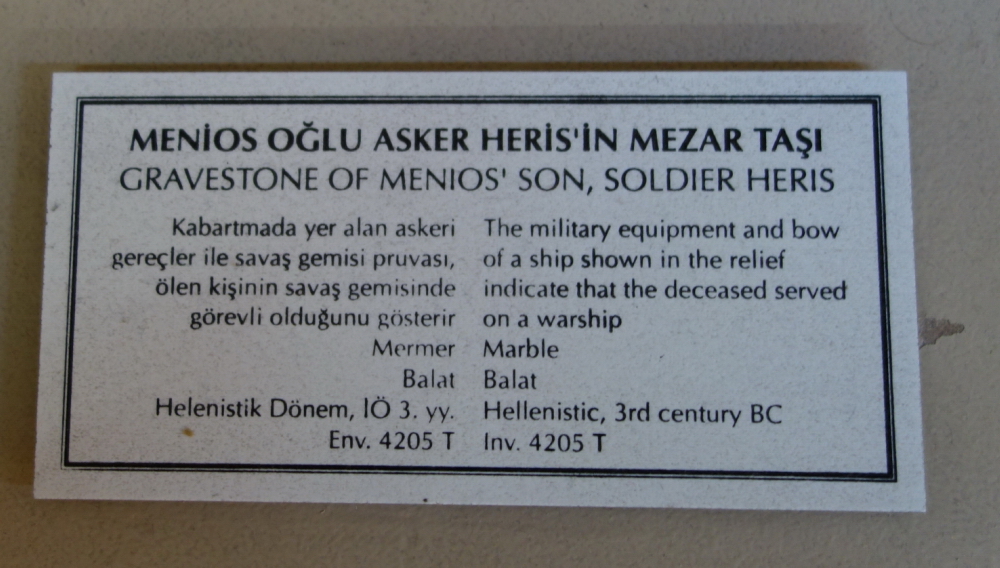 MENİOS OĞLU ASKER HERİS'İN MEZAR TAŞI
GRAVESTONE OF MENIOS' SON, SOLDIER HERIS
Kabartmada yer alan askeri
gereçler ile savaş gemisi pruvası,
ölen kişinin savaş gemisinde
görevli olduğunu gösterir
Mermer
Balat
Helenistik Dönem, İÖ 3. yy.
Env. 4205 T
The military equipment and bow
of a ship shown in the relief
indicate that the deceased served
on a warship
Marble
Balat
Hellenistic, 3rd century BC
Inv. 4205 T